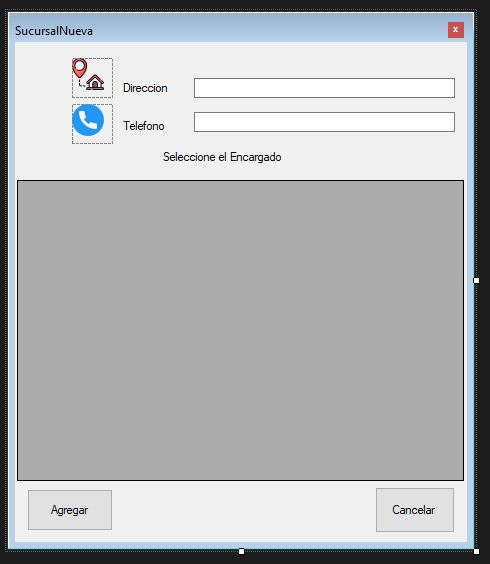 SucursalNueva
x
Direccion
Telefono
Seleccione el Encargado
Agregar
Cancelar